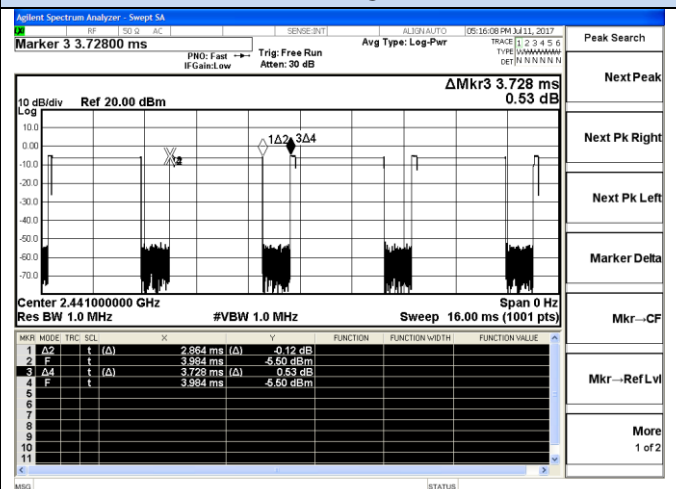 Agilent Spectrum Analyzer - Swept SA
RF 50 Ω AC SENSE:INT ALIGN AUTO 05:16:08 PM Jul 11, 2017
Marker 3 3.72800 ms
PNO: Fast
IFGain:Low
Trig: Free Run
Atten: 30 dB
Avg Type: Log-Pwr
TRACE 1 2 3 4 5 6
TYPE
DET N N N N N N
Peak Search
ΔMkr3 3.728 ms
0.53 dB
10 dB/div Ref 20.00 dBm
Log
10.0
0.00
-10.0
-20.0
-30.0
-40.0
-50.0
-60.0
-70.0
1Δ2 3Δ4
Center 2.441000000 GHz Span 0 Hz
Res BW 1.0 MHz #VBW 1.0 MHz Sweep 16.00 ms (1001 pts)
MKR MODE TRC SCL X Y FUNCTION FUNCTION WIDTH FUNCTION VALUE
1 Δ2 t (Δ) 2.864 ms (Δ) -0.12 dB
2 F t 3.984 ms -5.50 dBm
3 Δ4 t (Δ) 3.728 ms (Δ) 0.53 dB
4 F t 3.984 ms -5.50 dBm
5
6
7
8
9
10
11
MSG STATUS
Next Peak
Next Pk Right
Next Pk Left
Marker Delta
Mkr→CF
Mkr→Ref Lvl
More
1 of 2